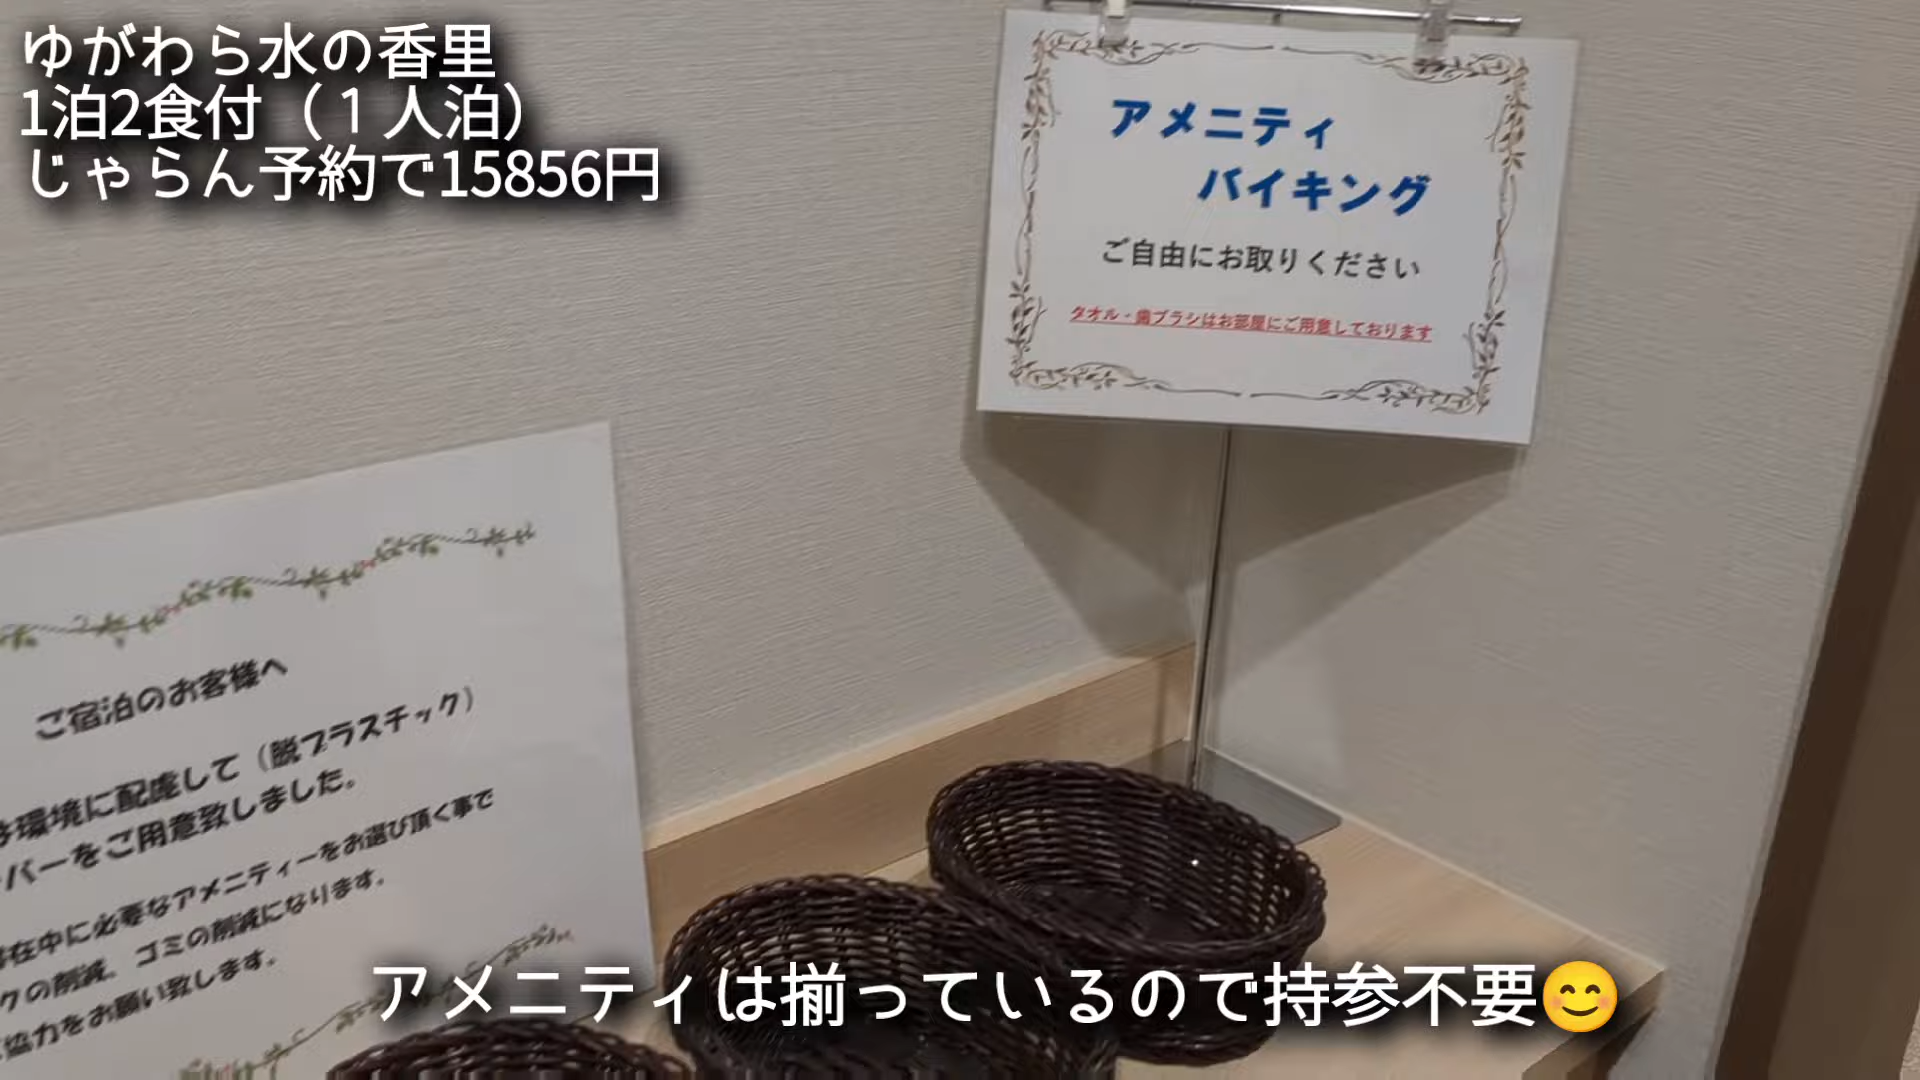 ゆがわら水の香里
1泊2食付（１人泊）
じゃらん予約で15856円
アメニティ
バイキング
ご自由にお取りください
タオル・歯ブラシはお部屋にご用意しております
ご宿泊のお客様へ
環境に配慮して（脱プラスチック）
バーをご用意致しました。
在中に必要なアメニティーをお選び頂く事で
クの削減、ゴミの削減になります。
協力をお願い致します。
アメニティは揃っているので持参不要😊